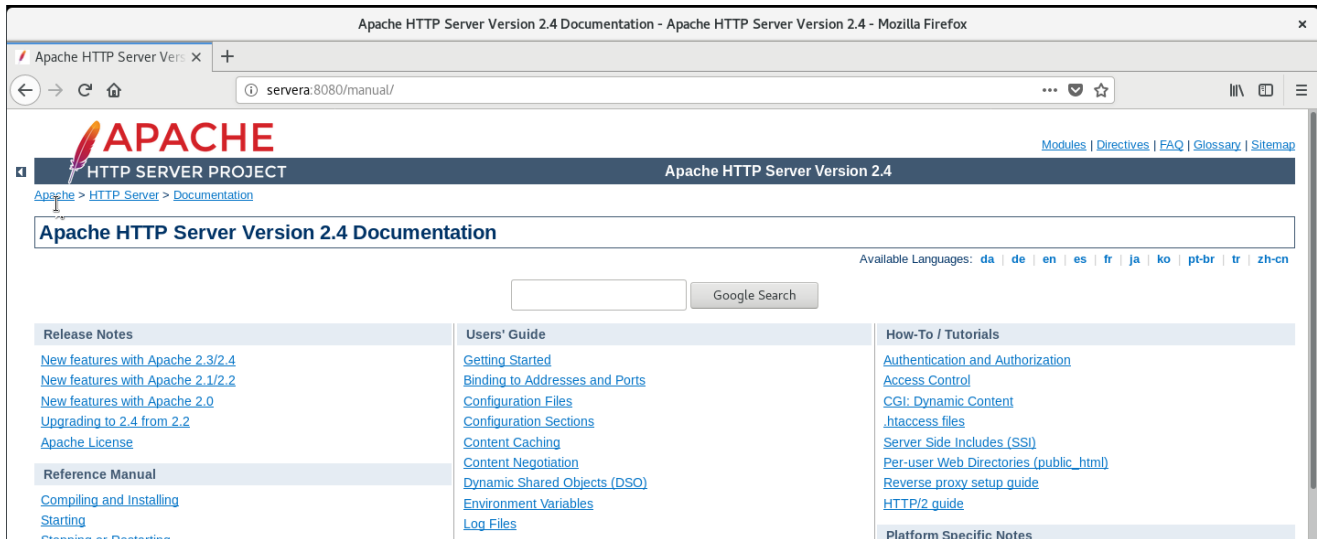 Apache HTTP Server Version 2.4 Documentation - Apache HTTP Server Version 2.4 - Mozilla Firefox
Apache HTTP Server Vers
servera:8080/manual/
APACHE
HTTP SERVER PROJECT
Modules | Directives | FAQ | Glossary | Sitemap
Apache HTTP Server Version 2.4
Apache > HTTP Server > Documentation
Apache HTTP Server Version 2.4 Documentation
Available Languages: da | de | en | es | fr | ja | ko | pt-br | tr | zh-cn
Google Search
Release Notes
New features with Apache 2.3/2.4
New features with Apache 2.1/2.2
New features with Apache 2.0
Upgrading to 2.4 from 2.2
Apache License
Reference Manual
Compiling and Installing
Starting
Stopping or Restarting
Users' Guide
Getting Started
Binding to Addresses and Ports
Configuration Files
Configuration Sections
Content Caching
Content Negotiation
Dynamic Shared Objects (DSO)
Environment Variables
Log Files
How-To / Tutorials
Authentication and Authorization
Access Control
CGI: Dynamic Content
.htaccess files
Server Side Includes (SSI)
Per-user Web Directories (public_html)
Reverse proxy setup guide
HTTP/2 guide
Platform Specific Notes